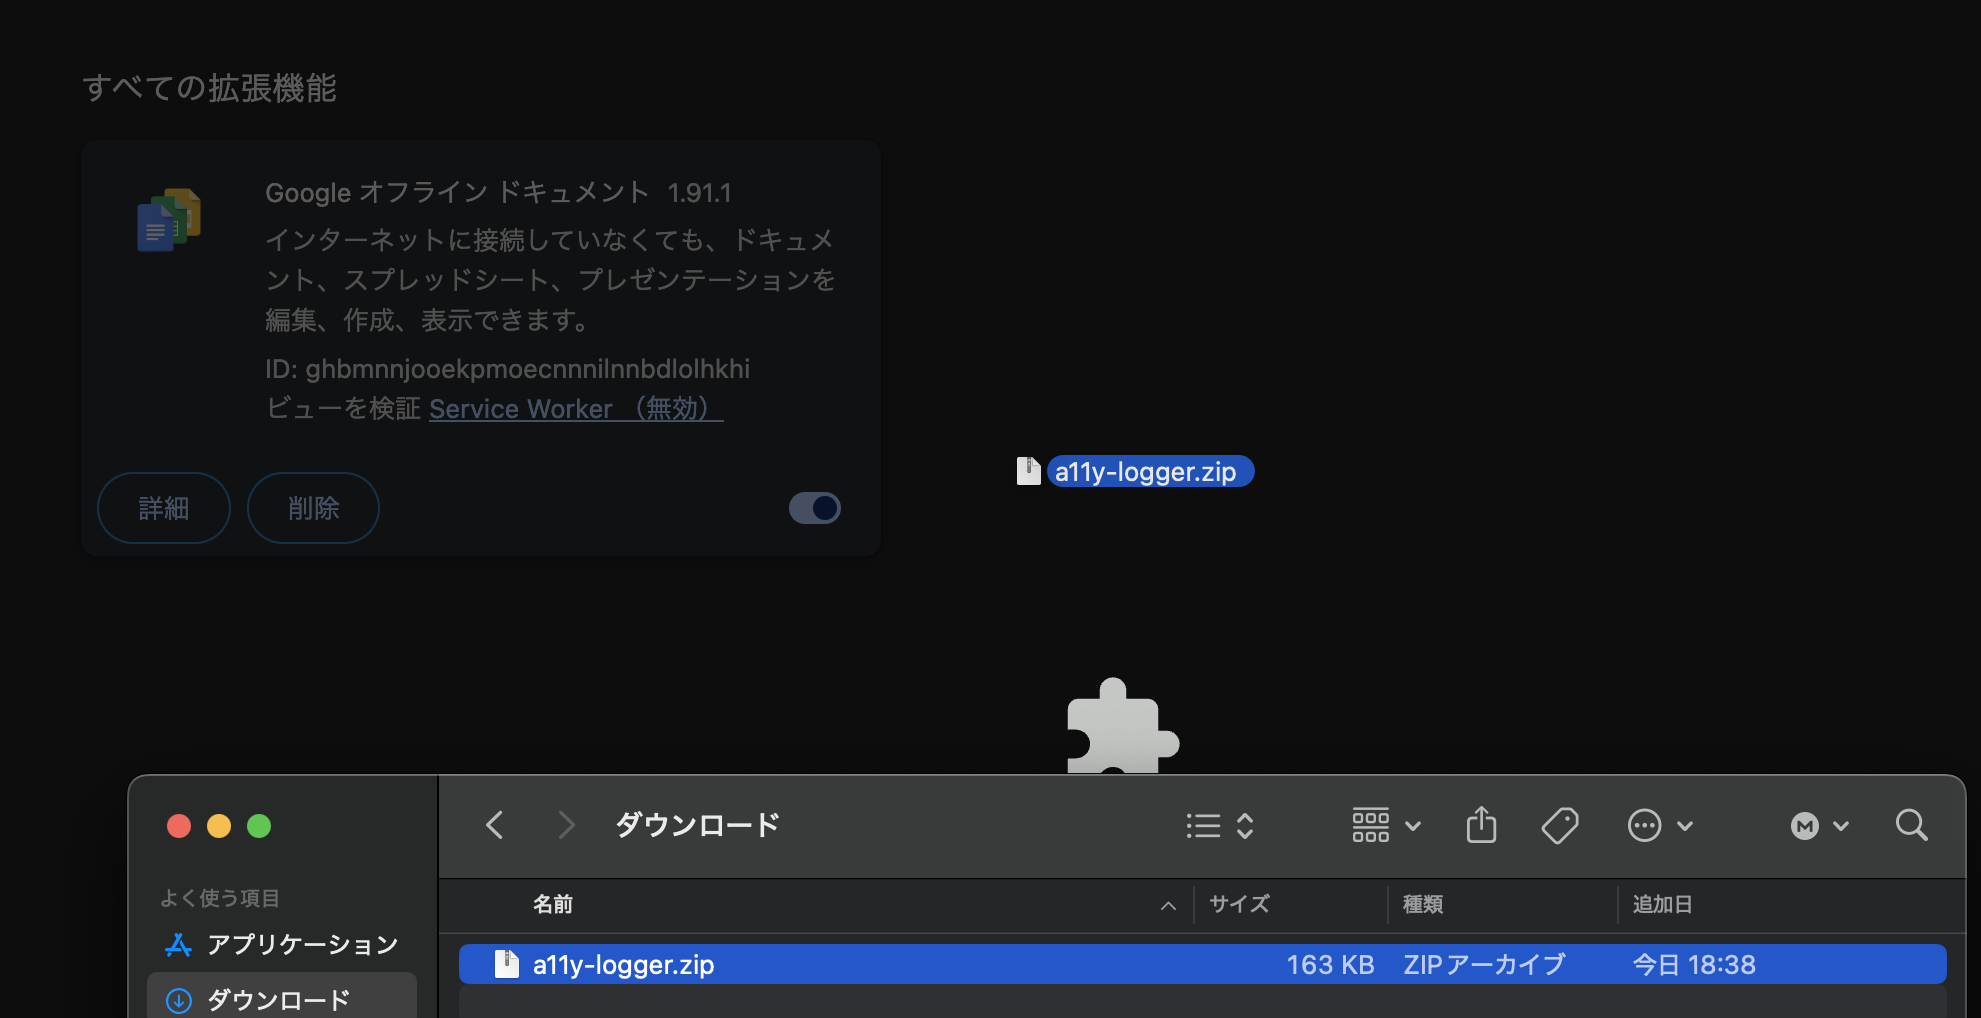 すべての拡張機能
Google オフライン ドキュメント 1.91.1
インターネットに接続していなくても、ドキュメ
ント、スプレッドシート、プレゼンテーションを
編集、作成、表示できます。
ID: ghbmnnjooekpmoecnnnilnnbdlolhkhi
ビューを検証 Service Worker （無効）
詳細
削除
a11y-logger.zip
ダウンロード
M
よく使う項目
アプリケーション
ダウンロード
名前
サイズ
種類
追加日
a11y-logger.zip
163 KB
ZIPアーカイブ
今日 18:38